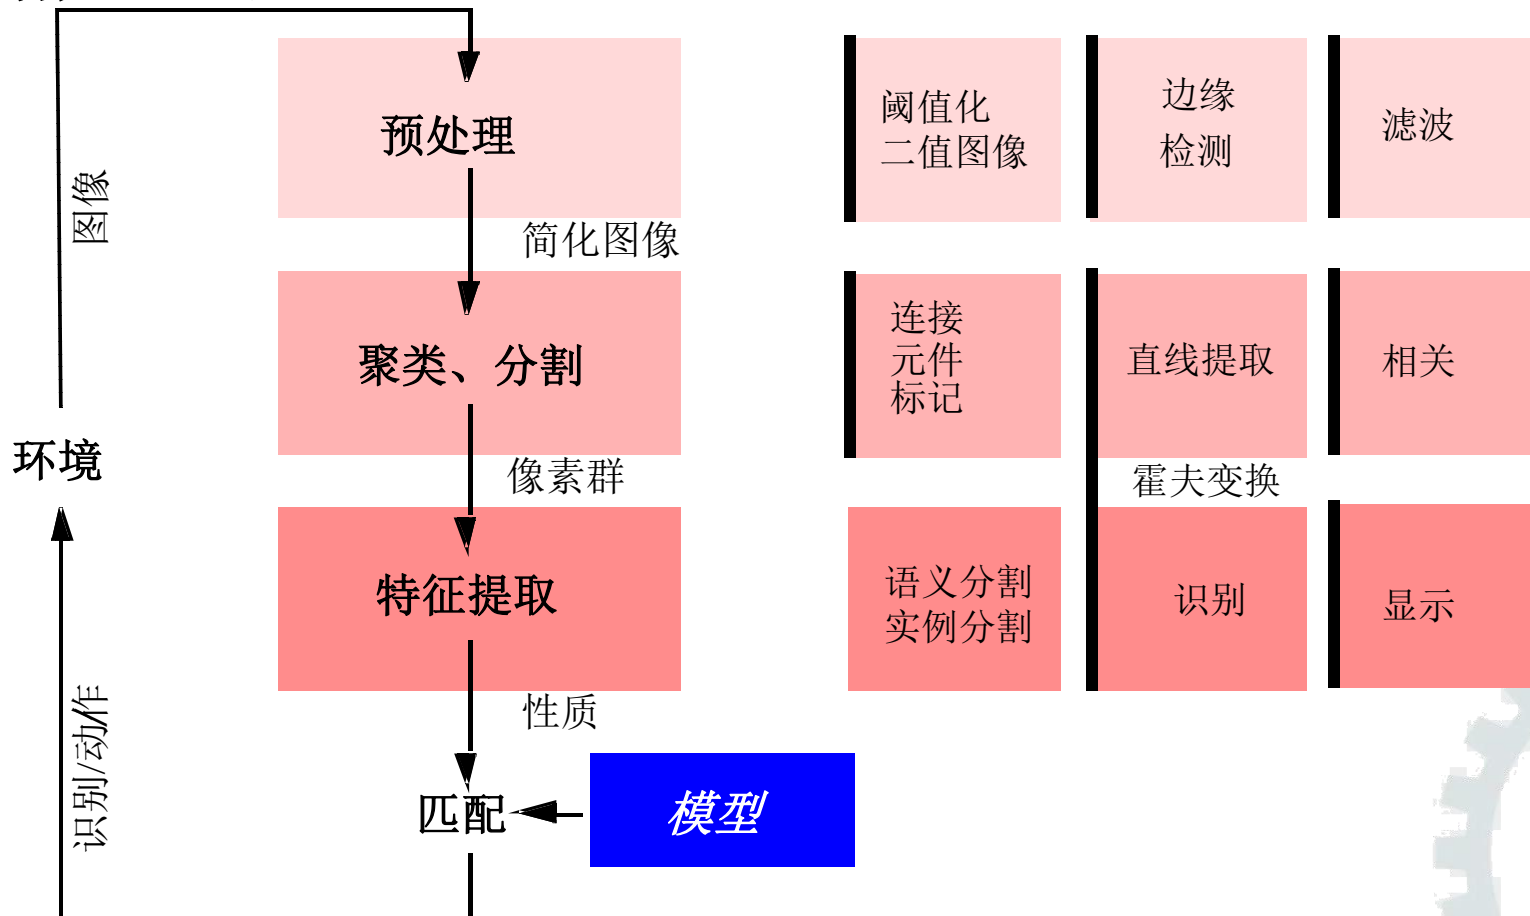 预处理
阈值化
二值图像
边缘
检测
滤波
图像
简化图像
聚类、分割
连接
元件
标记
直线提取
相关
环境
像素群
霍夫变换
特征提取
语义分割
实例分割
识别
显示
性质
识别/动作
匹配
模型